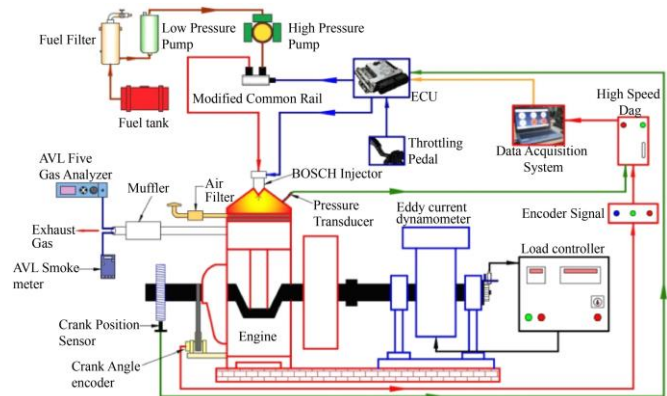 Fuel Filter
Low Pressure
Pump
High Pressure
Pump
Modified Common Rail
Fuel tank
ECU
High Speed
Dag
Throttling
Pedal
Data Acquisition
System
BOSCH Injector
AVL Five
Gas Analyzer
Muffler
Air
Filter
Pressure
Transducer
Eddy current
dynamometer
Encoder Signal
Exhaust
Gas
Load controller
AVL Smoke
meter
Crank Position
Sensor
Engine
Crank Angle
encoder